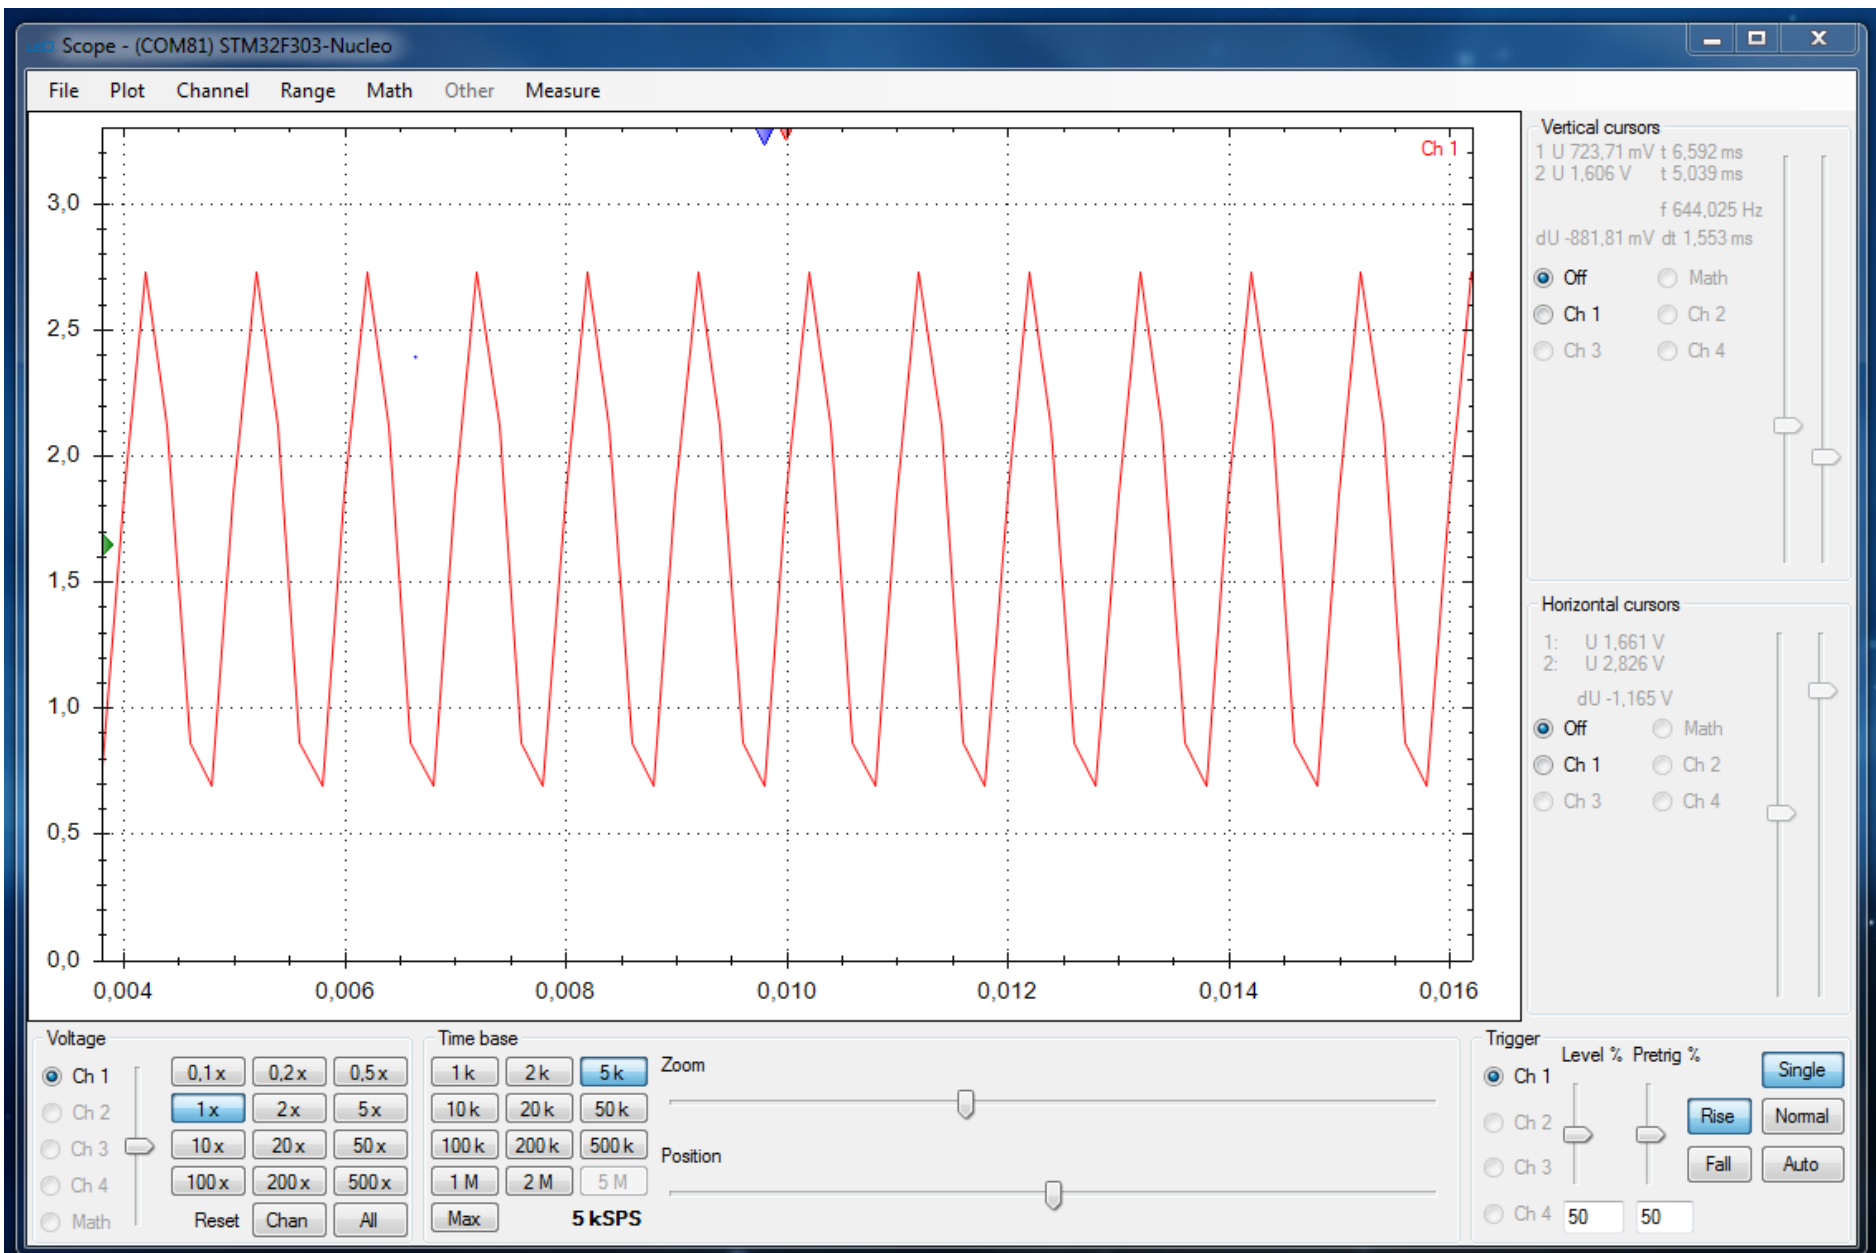 Scope - (COM81) STM32F303-Nucleo
File Plot Channel Range Math Other Measure
Ch 1
3,0
2,5
2,0
1,5
1,0
0,5
0,0
0,004 0,006 0,008 0,010 0,012 0,014 0,016
Vertical cursors
1 U 723,71 mV t 6,592 ms
2 U 1,606 V t 5,039 ms
f 644,025 Hz
dU -881,81 mV dt 1,553 ms
Off Math
Ch 1 Ch 2
Ch 3 Ch 4
Horizontal cursors
1: U 1,661 V
2: U 2,826 V
dU -1,165 V
Off Math
Ch 1 Ch 2
Ch 3 Ch 4
Voltage
Ch 1
Ch 2
Ch 3
Ch 4
Math
0,1 x 0,2 x 0,5 x
1 x 2 x 5 x
10 x 20 x 50 x
100 x 200 x 500 x
Reset Chan All
Time base
1 k 2 k 5 k
10 k 20 k 50 k
100 k 200 k 500 k
1 M 2 M 5 M
Max 5 kSPS
Zoom
Position
Trigger
Level % Pretrig %
Ch 1
Ch 2
Ch 3
Ch 4
50 50
Single
Rise Normal
Fall Auto